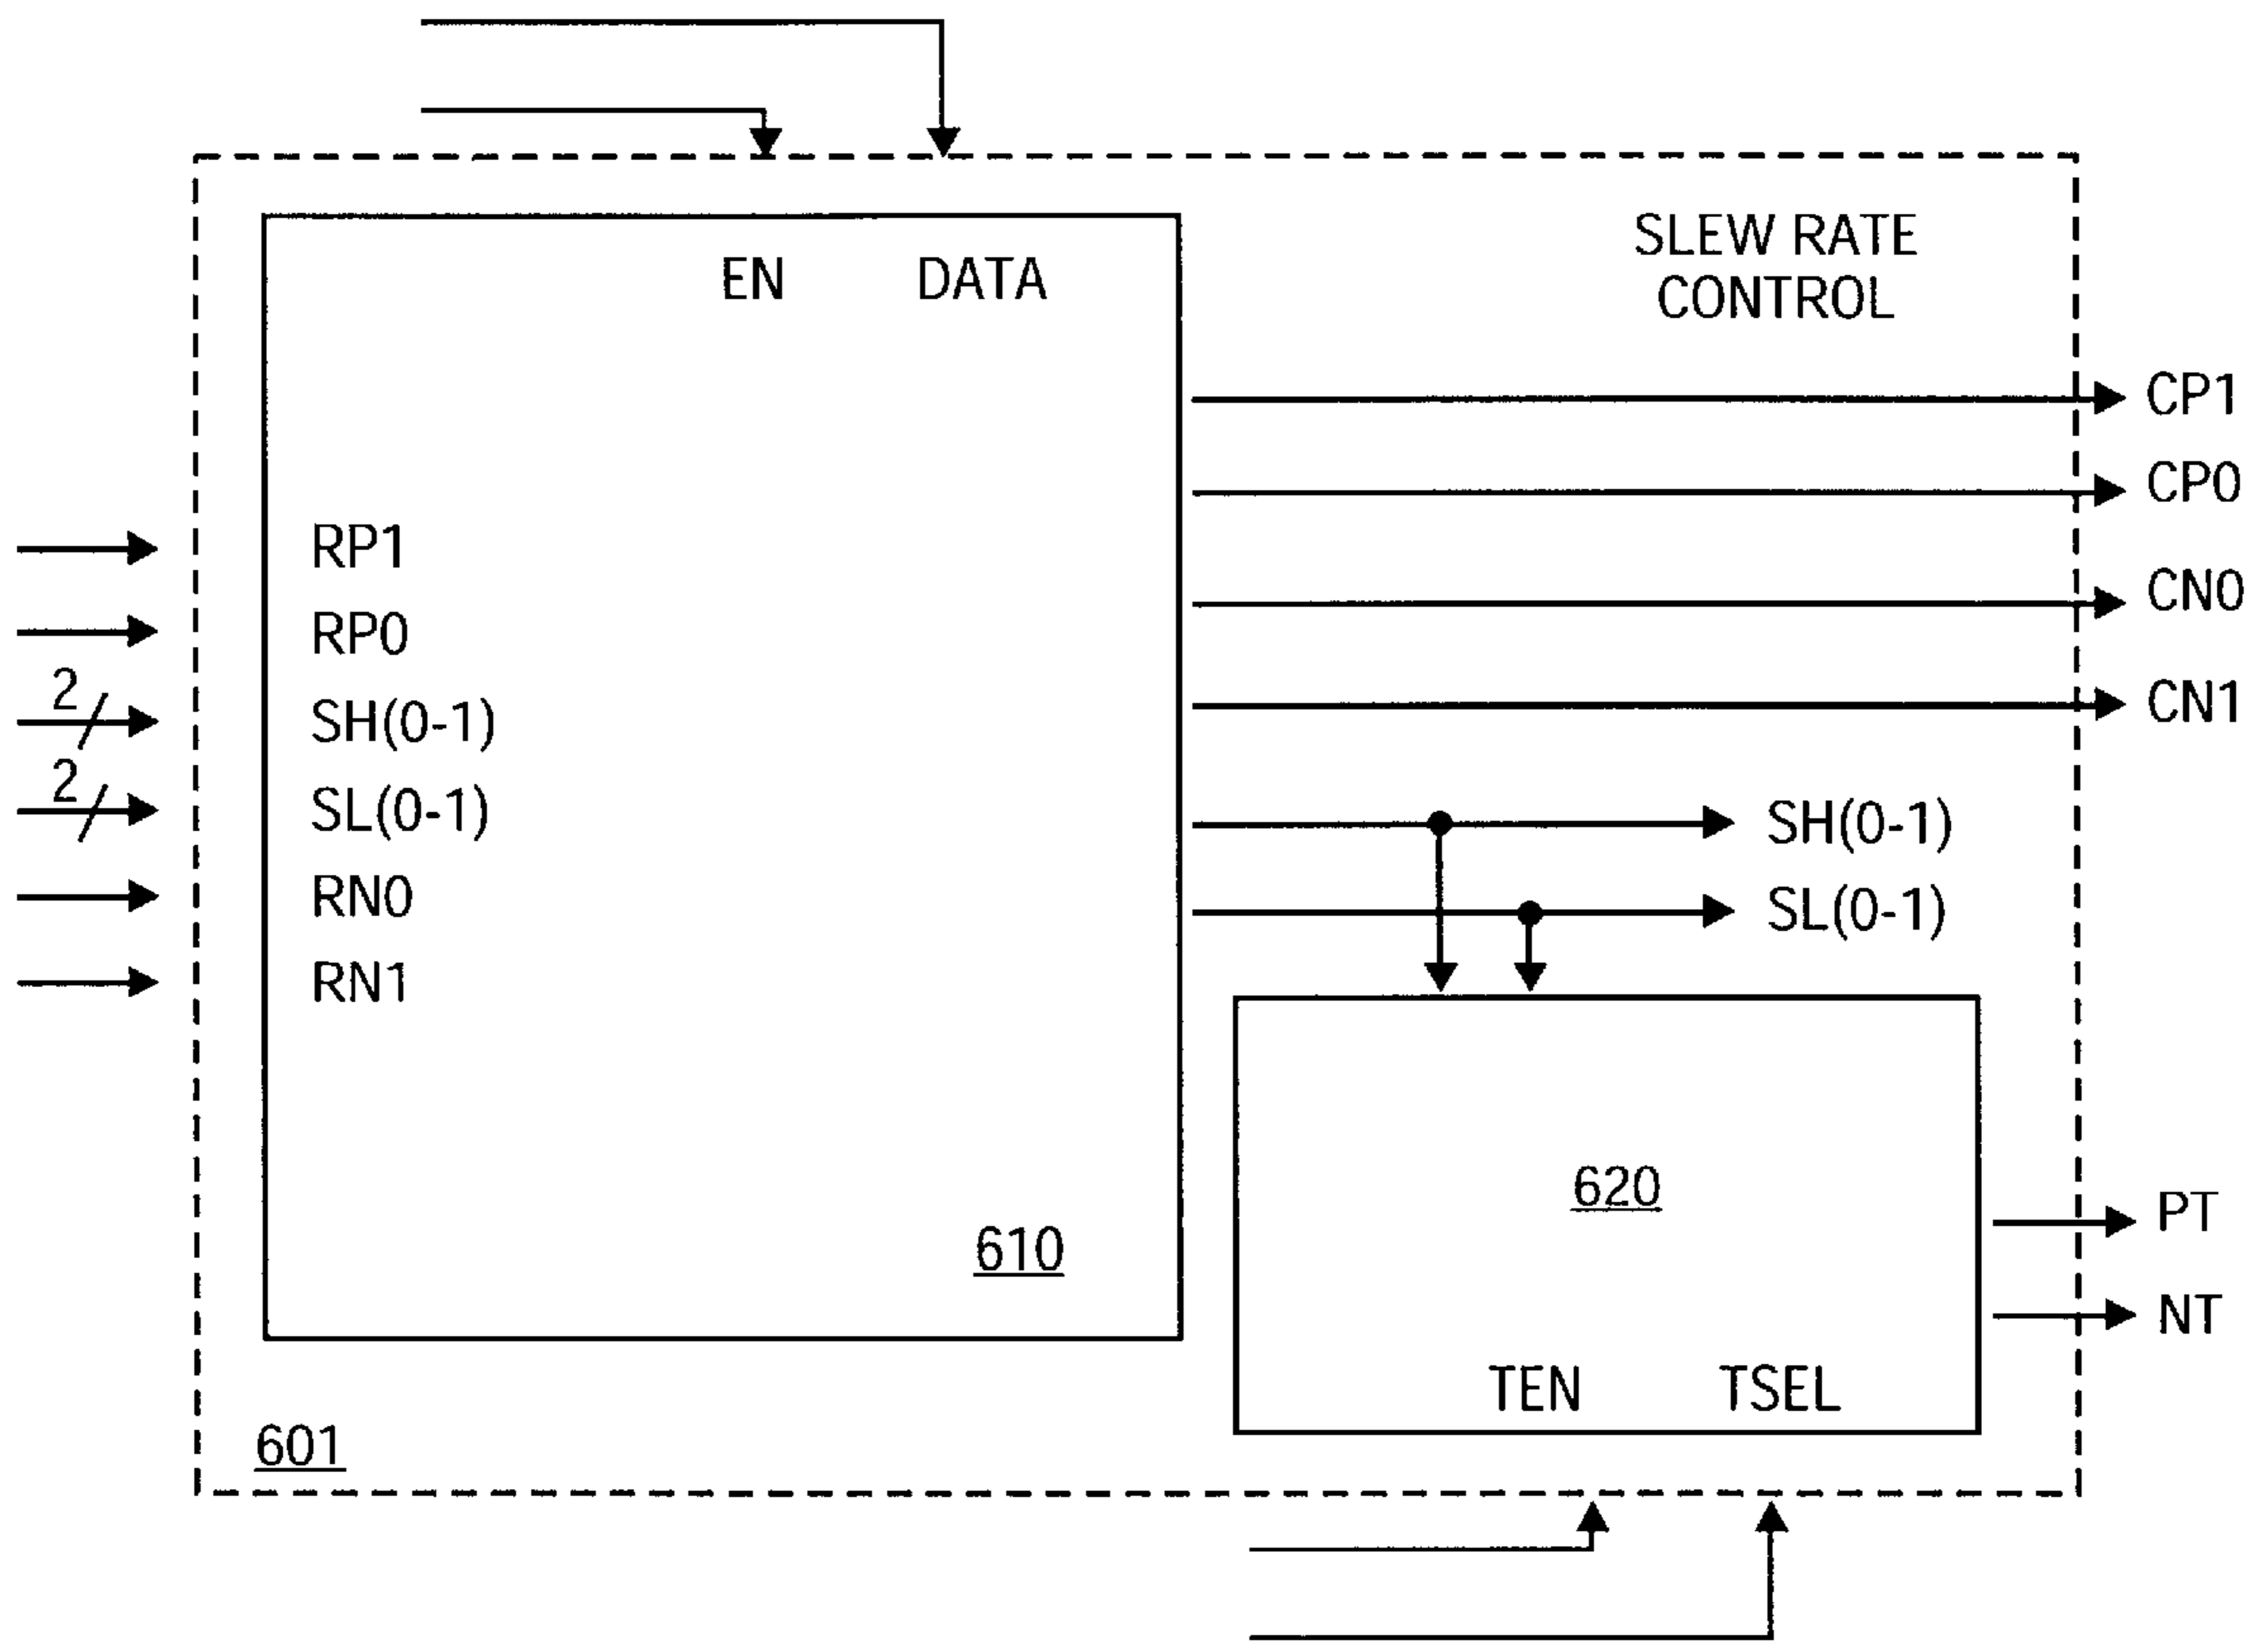 EN DATA
SLEW RATE
CONTROL
CP1
CP0
CN0
CN1
RP1
RP0
2
SH(0-1)
2
SL(0-1)
RN0
RN1
SH(0-1)
SL(0-1)
620
PT
NT
610
TEN TSEL
601